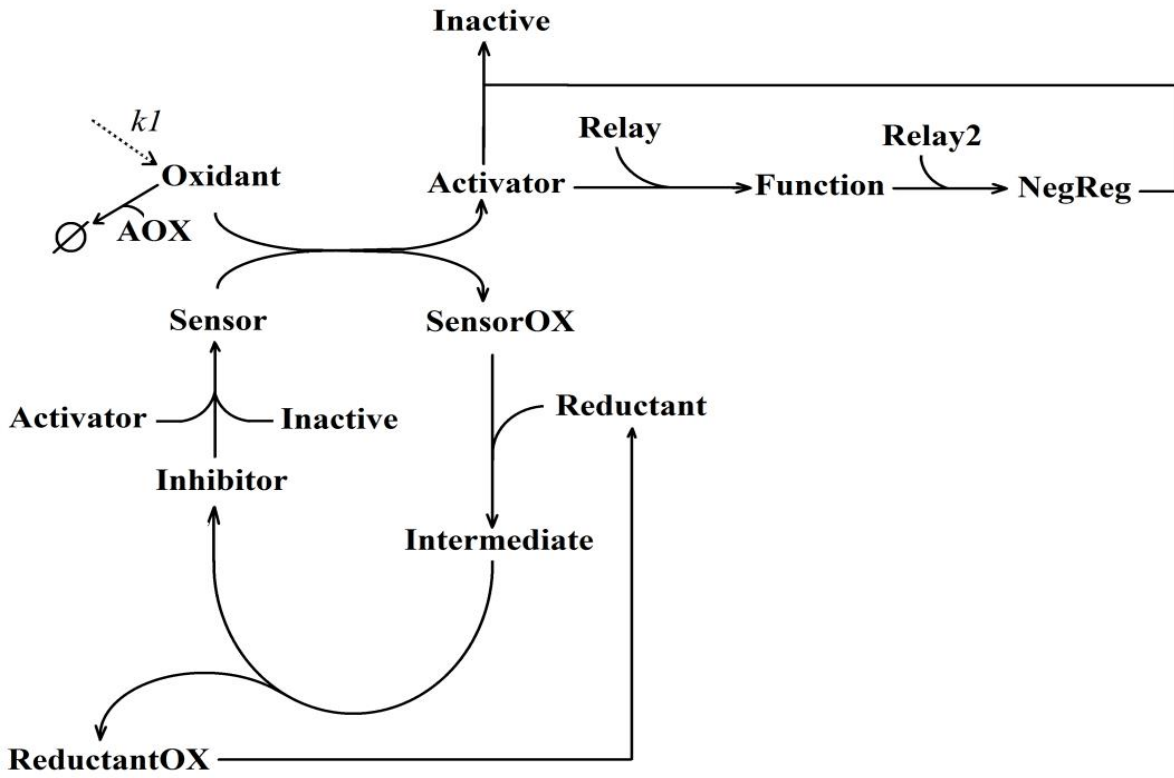 Inactive
k1
Relay
Relay2
Oxidant
Activator
Function
NegReg
AOX
Sensor
SensorOX
Reductant
Activator
Inactive
Inhibitor
Intermediate
ReductantOX